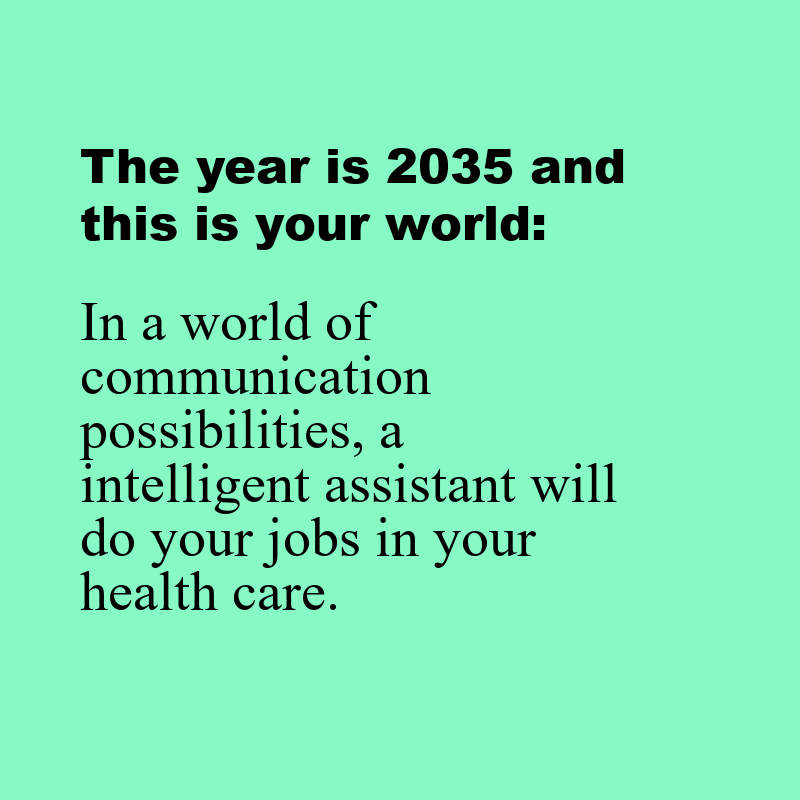 The year is 2035 and
this is your world:
In a world of
communication
possibilities, a
intelligent assistant will
do your jobs in your
health care.